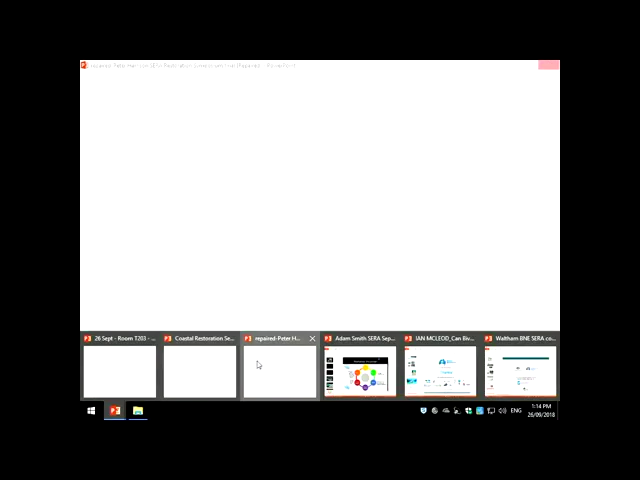 26 Sept - Room T203 - ...
Coastal Restoration Se...
repaired-Peter H...
Adam Smith SERA Sep...
IAN MCLEOD_Can Biv...
Waltham BNE SERA co...
ENG
1:14 PM
26/09/2018